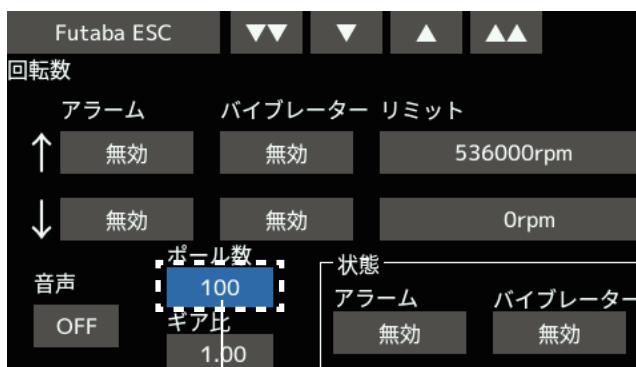 Futaba ESC ▼▼ ▼ ▲ ▲▲
回転数
アラーム バイブレーター リミット
↑ 無効 無効 536000rpm
↓ 無効 無効 0rpm
ポール数 状態
音声 100 アラーム バイブレーター
OFF ギア比 無効 無効
1.00